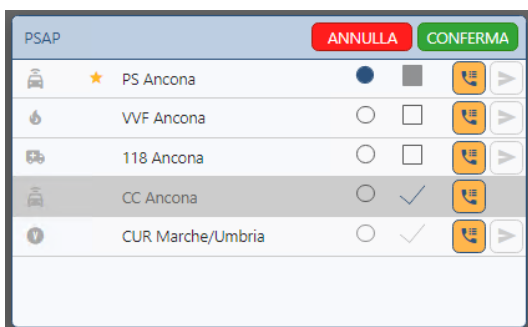 PSAP ANNULLA CONFERMA
PS Ancona
VVF Ancona
118 Ancona
CC Ancona
CUR Marche/Umbria